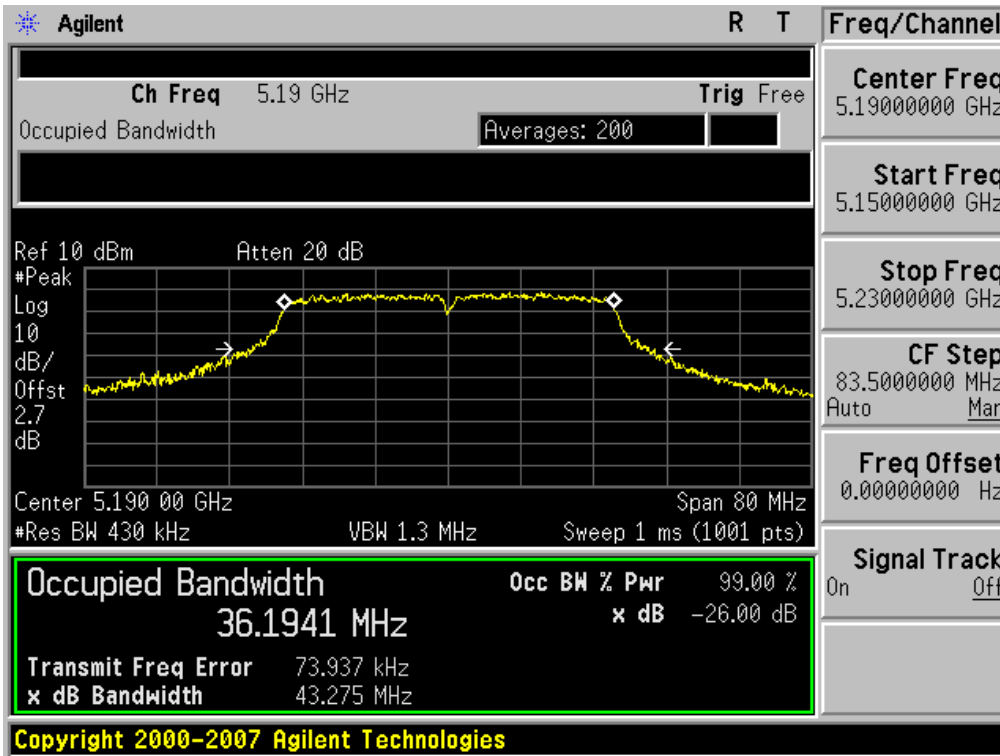 Agilent R T
Freq/Channel
Ch Freq 5.19 GHz Trig Free
Occupied Bandwidth Averages: 200
Ref 10 dBm Atten 20 dB
#Peak
Log
10
dB/
Offst
2.7
dB
Center 5.190 00 GHz Span 80 MHz
#Res BW 430 kHz VBW 1.3 MHz Sweep 1 ms (1001 pts)
Occupied Bandwidth
36.1941 MHz
Occ BW % Pwr 99.00 %
x dB -26.00 dB
Transmit Freq Error 73.937 kHz
x dB Bandwidth 43.275 MHz
Center Freq
5.19000000 GHz
Start Freq
5.15000000 GHz
Stop Freq
5.23000000 GHz
CF Step
83.5000000 MHz
Auto Man
Freq Offset
0.00000000 Hz
Signal Track
On Off
Copyright 2000-2007 Agilent Technologies